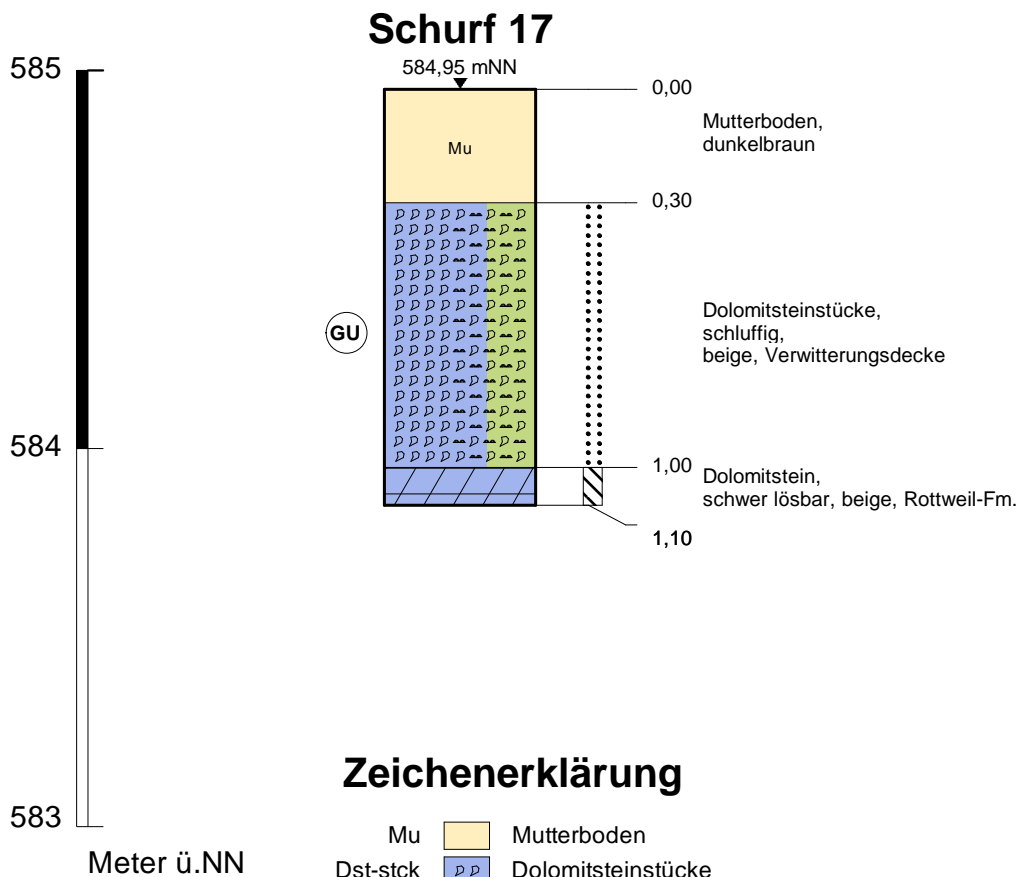 Schurf 17
585
584,95 mNN
0,00
Mutterboden,
dunkelbraun
Mu
0,30
Dolomitsteinstücke,
schluffig,
beige, Verwitterungsdecke
GU
584
1,00
Dolomitstein,
schwer lösbar, beige, Rottweil-Fm.
1,10
Zeichenerklärung
583
Mu Mutterboden
Meter ü.NN
Dst-stck Dolomitsteinstücke